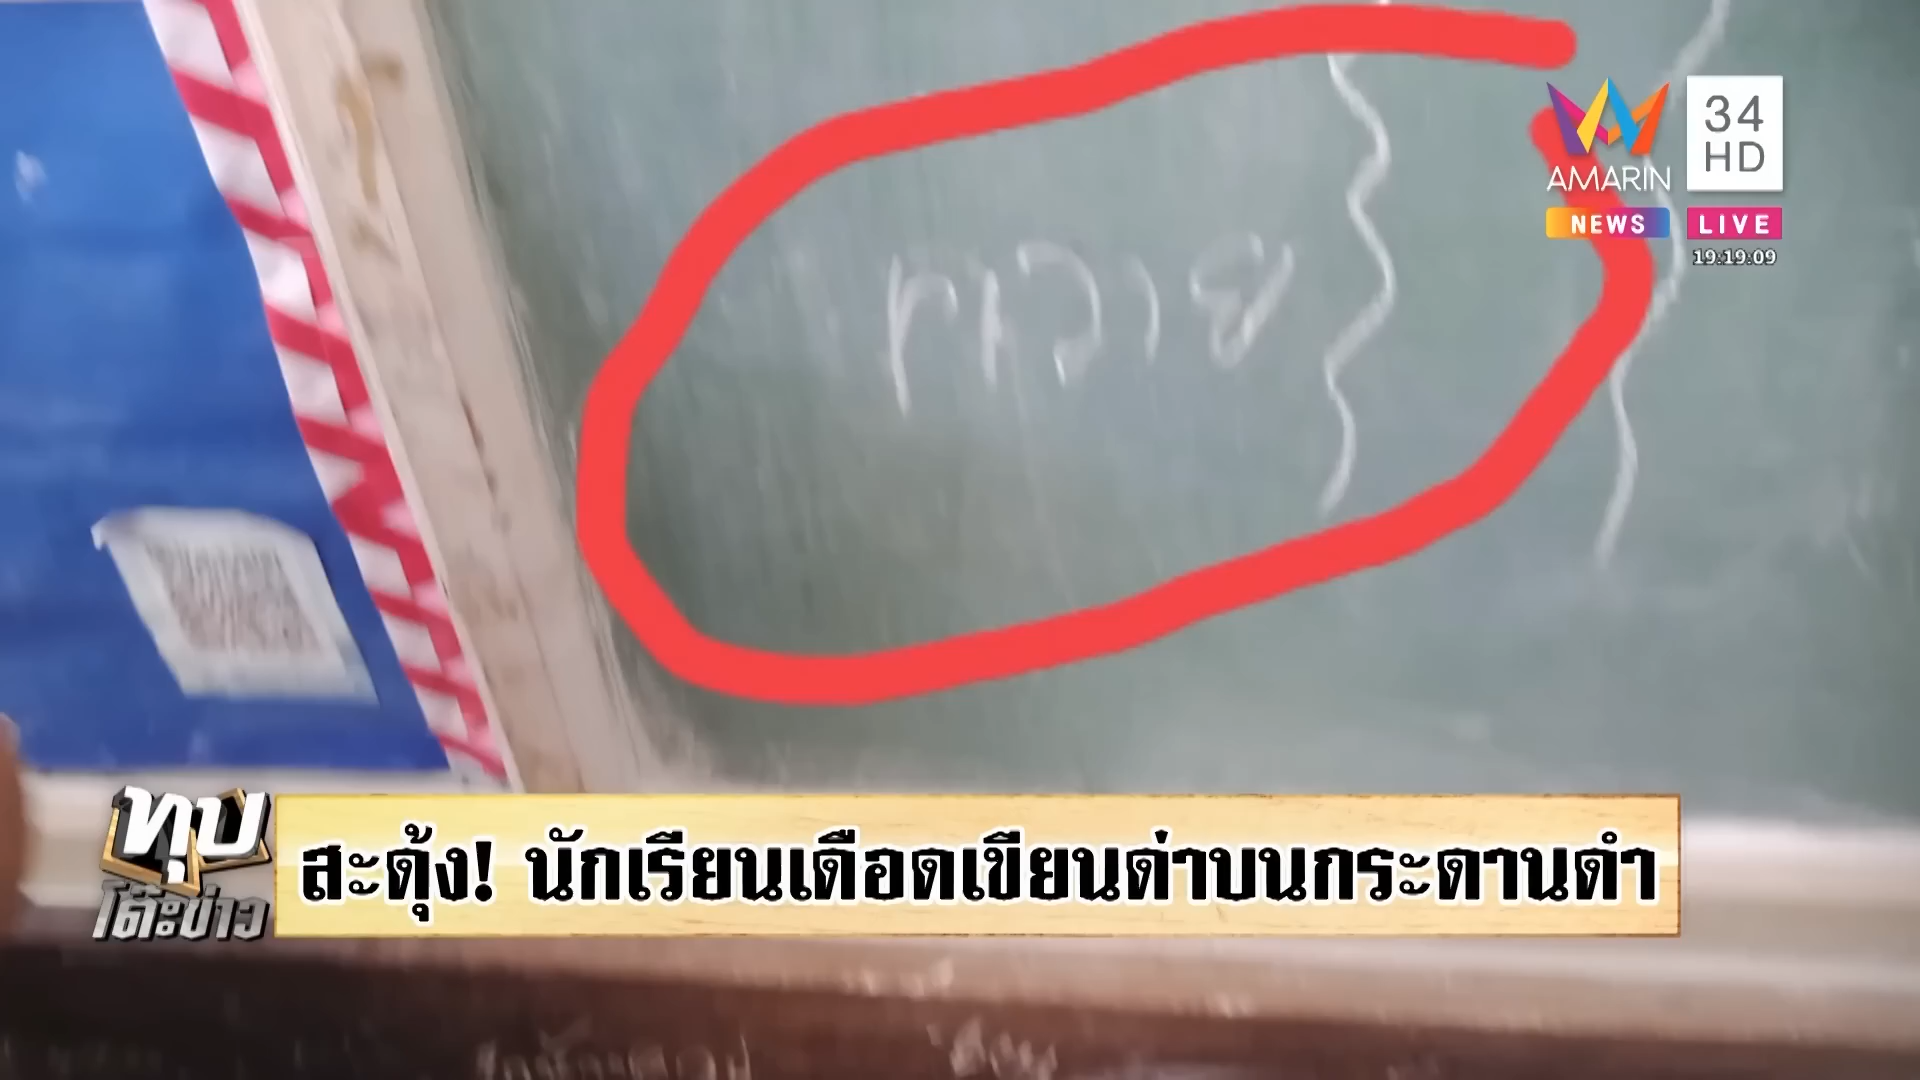 34
HD
AMARIN
NEWS
LIVE
19:19:09
ควาย
ทุบ
โต๊ะข่าว
สะดุ้ง! นักเรียนเดือดเขียนด่าบนกระดานดำ